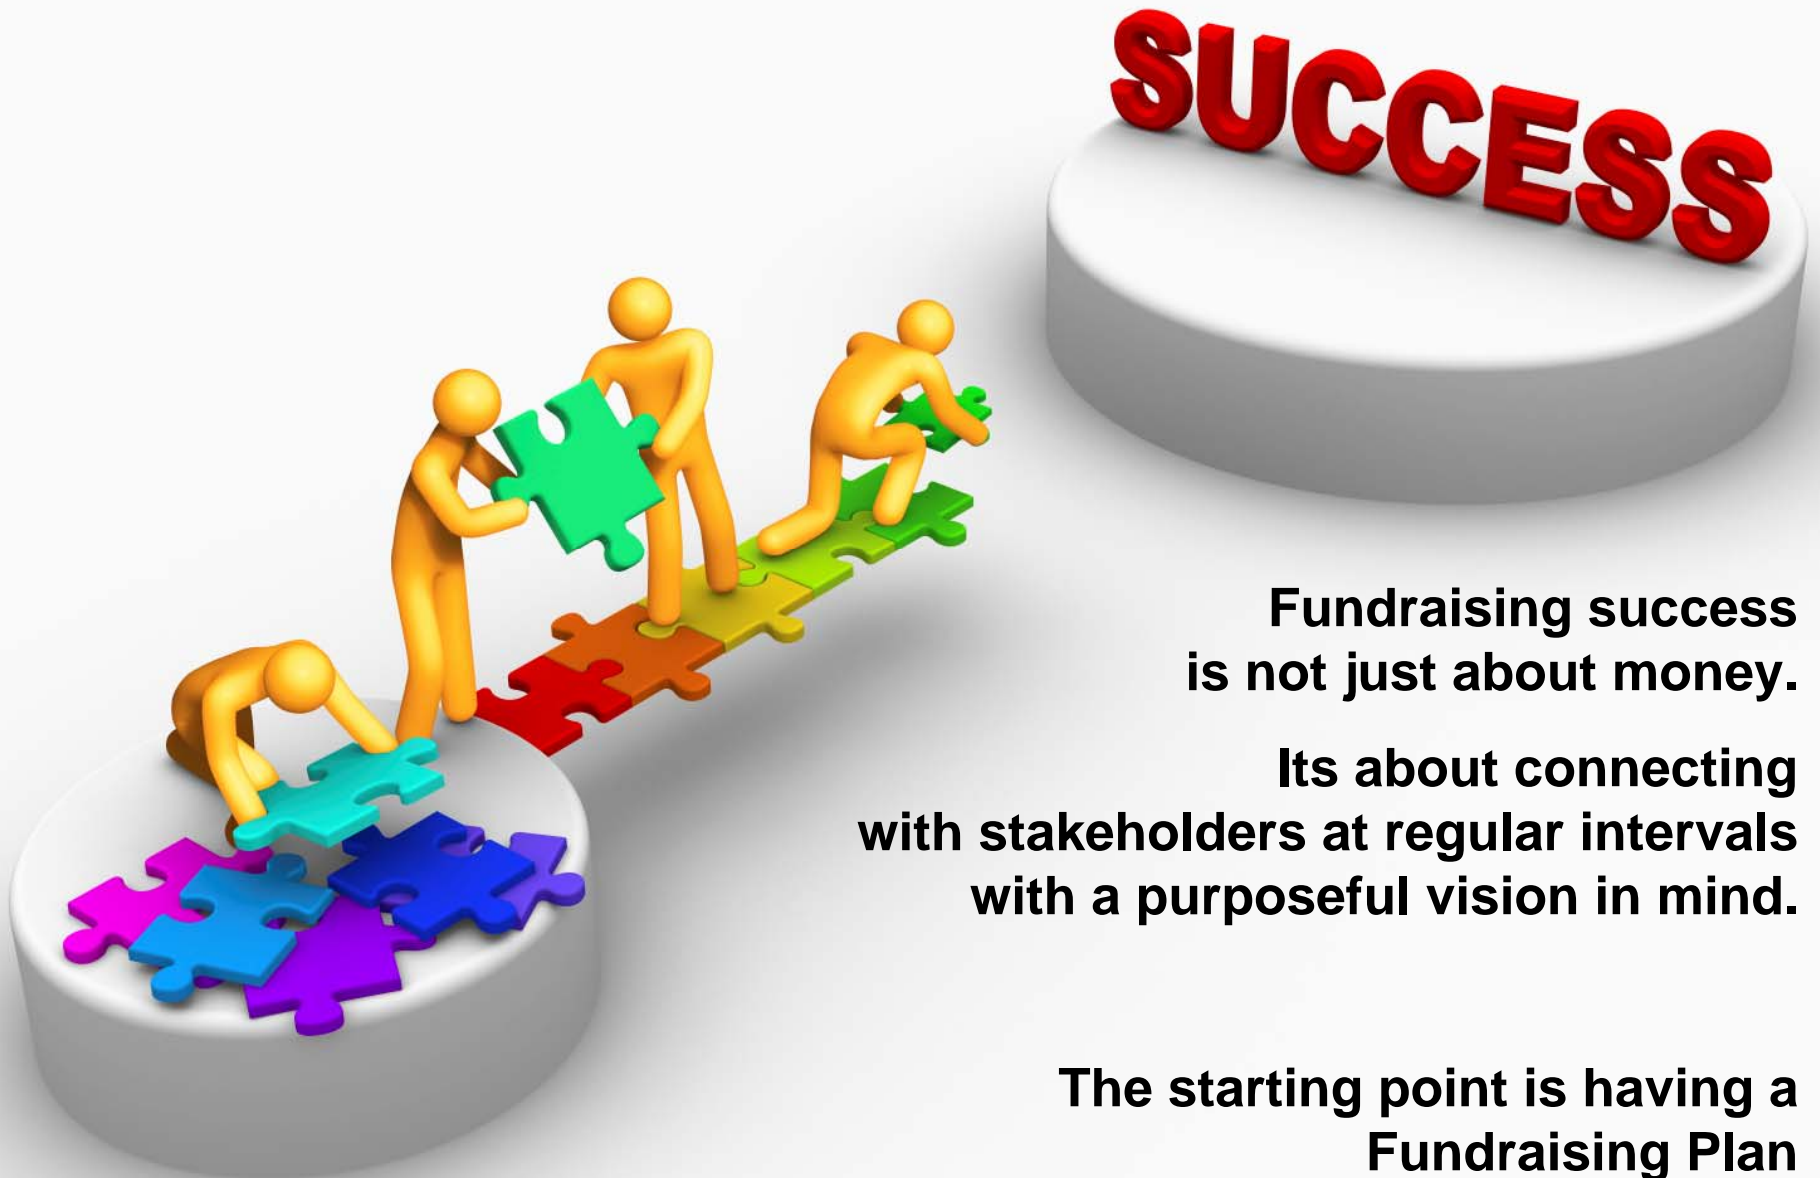 SUCCESS
Fundraising success
is not just about money.
Its about connecting
with stakeholders at regular intervals
with a purposeful vision in mind.
The starting point is having a
Fundraising Plan